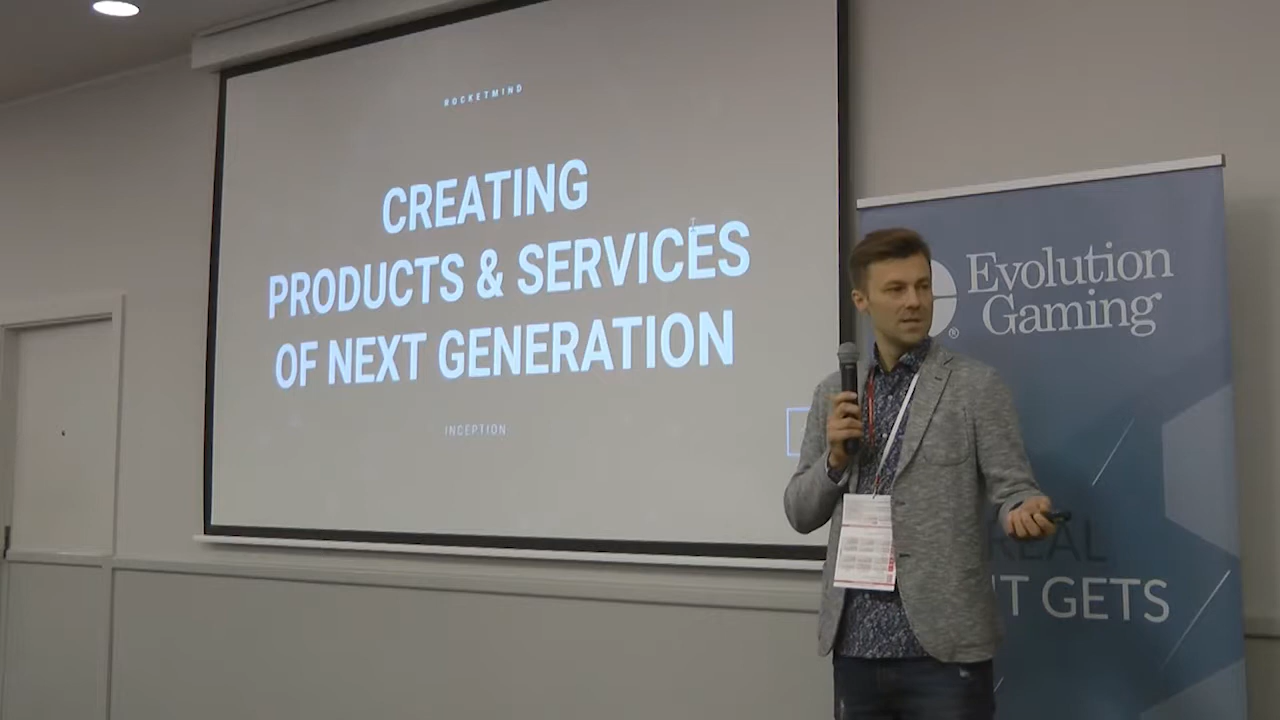 ROCKETMIND
CREATING
PRODUCTS & SERVICES
OF NEXT GENERATION
INCEPTION
Evolution
Gaming
®
REAL
IT GETS